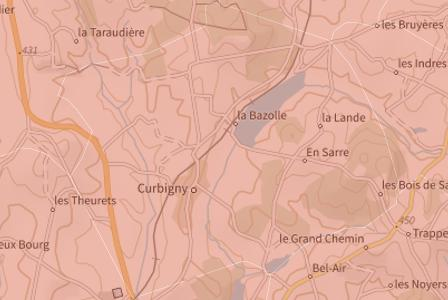 lier
la Taraudière
les Bruyères
431
les Indres
la Bazolle
la Lande
En Sarre
Curbigny
les Bois de Sa
les Theurets
450
Trappe
eux Bourg
le Grand Chemin
Bel-Air
les Noyers